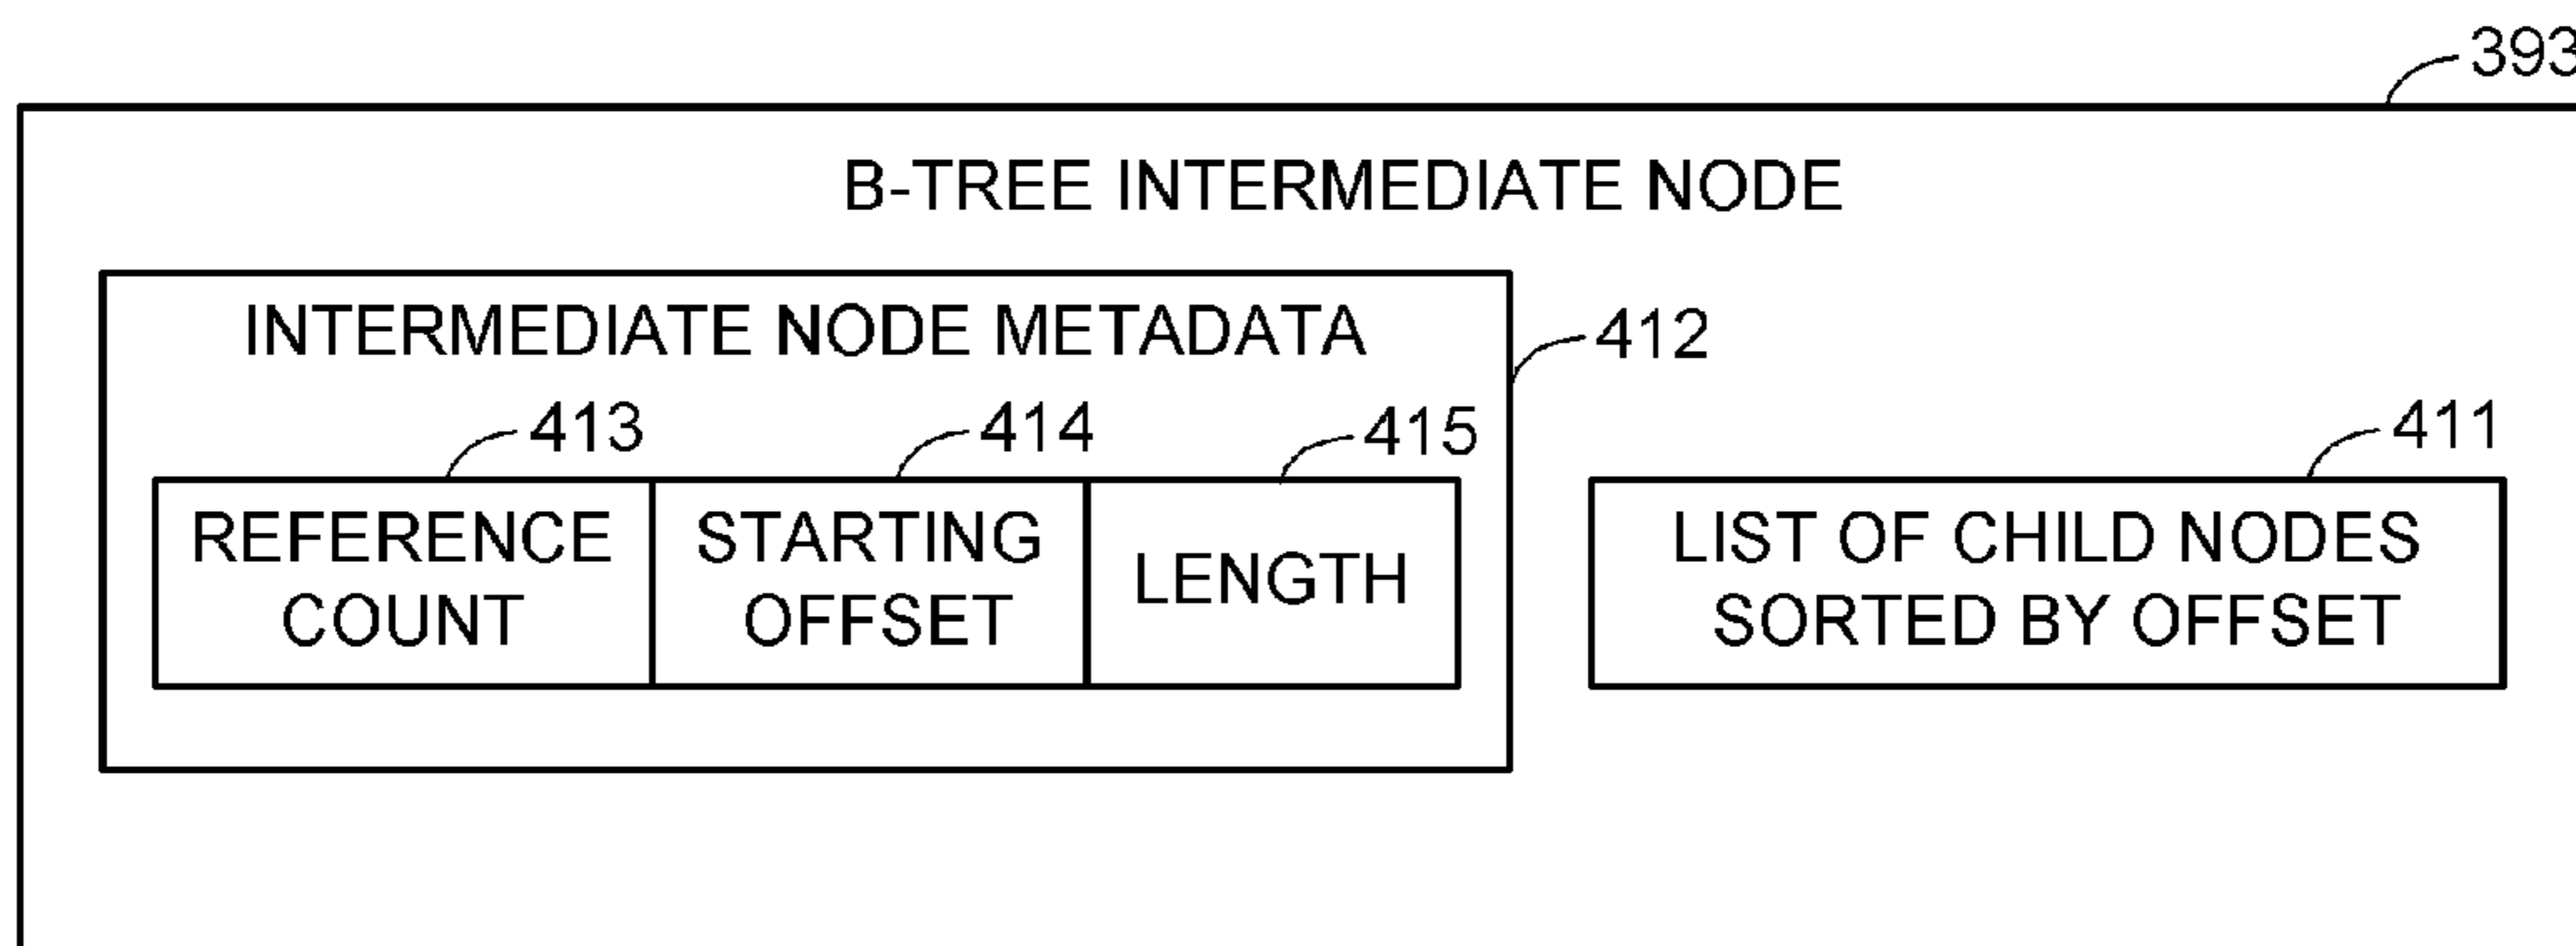 393
B-TREE INTERMEDIATE NODE
INTERMEDIATE NODE METADATA
412
413
414
415
411
REFERENCE
COUNT
STARTING
OFFSET
LENGTH
LIST OF CHILD NODES
SORTED BY OFFSET